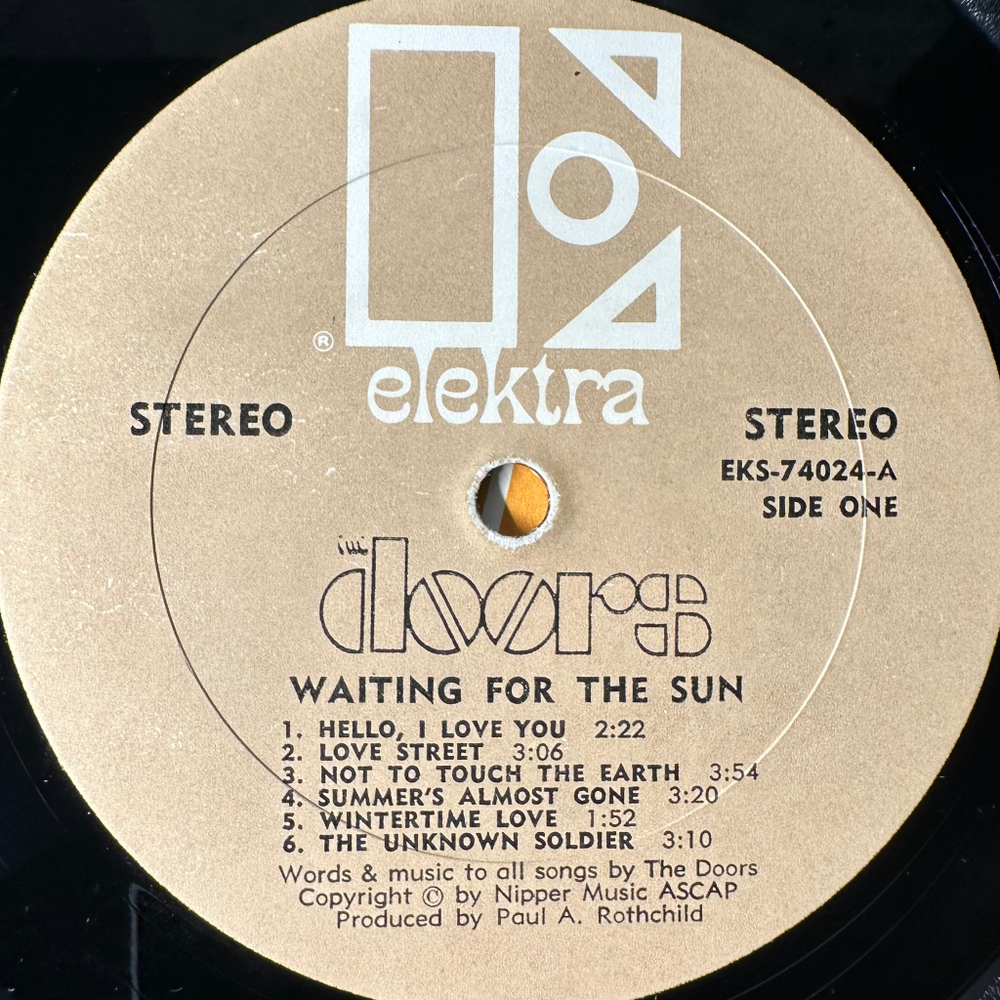 ®
elektra
STEREO
STEREO
EKS-74024-A
SIDE ONE
THE doors
WAITING FOR THE SUN
1. HELLO, I LOVE YOU 2:22
2. LOVE STREET 3:06
3. NOT TO TOUCH THE EARTH 3:54
4. SUMMER'S ALMOST GONE 3:20
5. WINTERTIME LOVE 1:52
6. THE UNKNOWN SOLDIER 3:10
Words & music to all songs by The Doors
Copyright © by Nipper Music ASCAP
Produced by Paul A. Rothchild